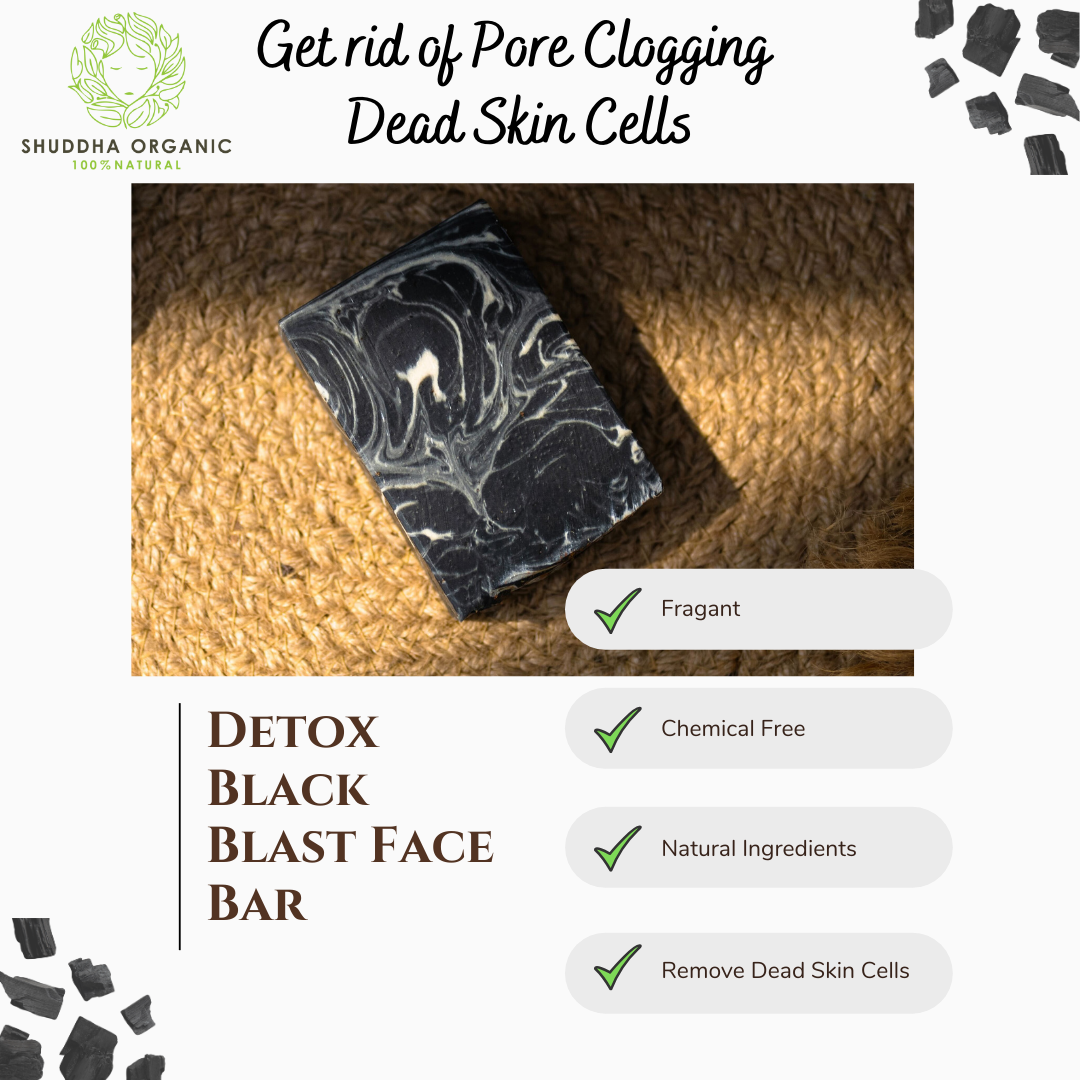 Get rid of Pore Clogging
Dead Skin Cells
SHUDDHA ORGANIC
100%NATURAL
Fragant
Chemical Free
Natural Ingredients
Remove Dead Skin Cells
Detox
Black
Blast Face
Bar